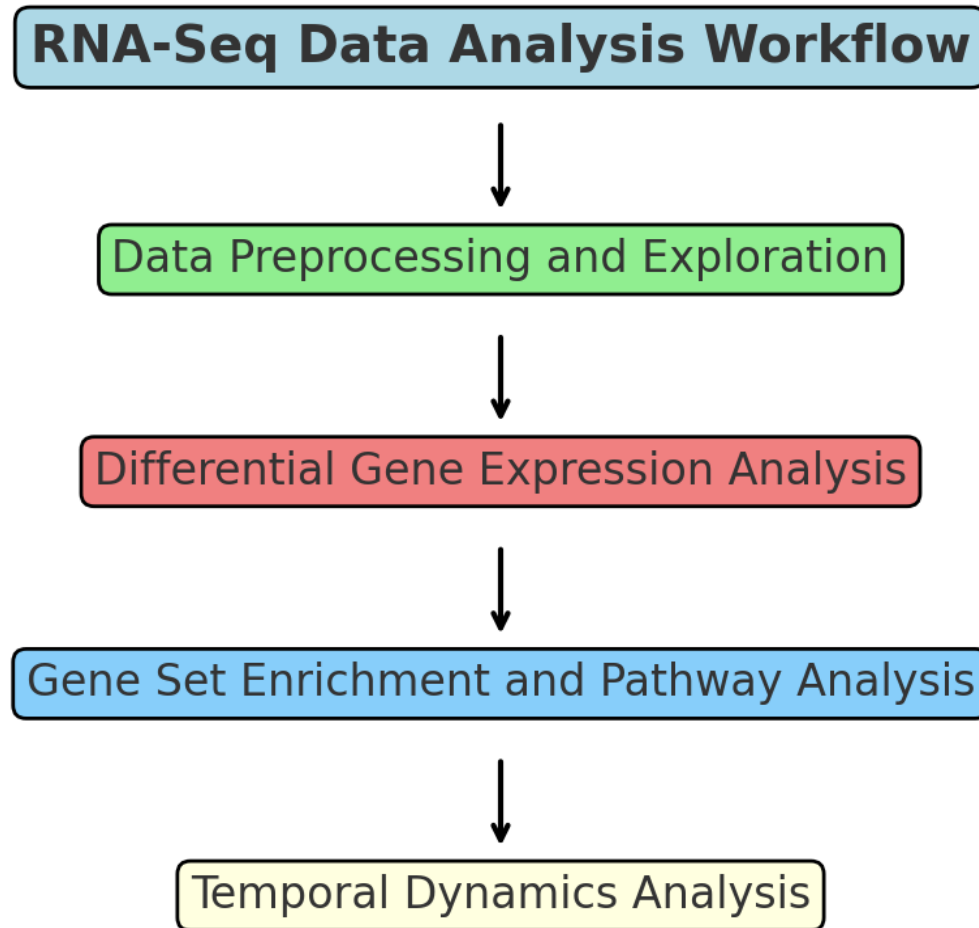 RNA-Seq Data Analysis Workflow
Data Preprocessing and Exploration
Differential Gene Expression Analysis
Gene Set Enrichment and Pathway Analysis
Temporal Dynamics Analysis